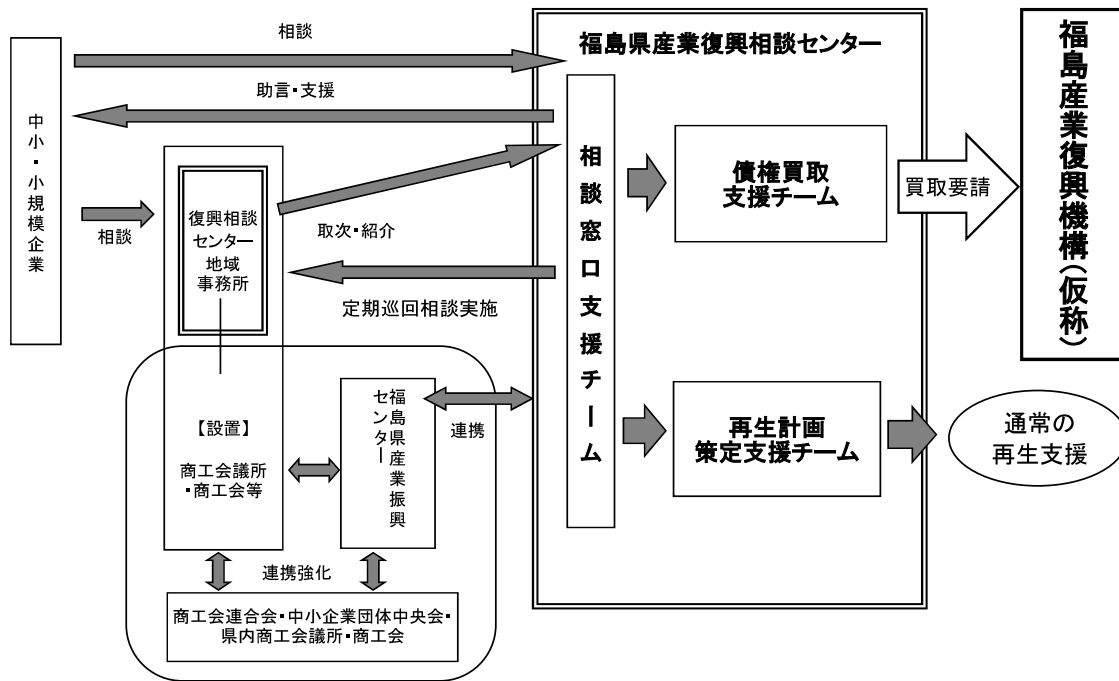 相談
助言・支援
中小・小規模企業
相談
復興相談
センター
地域
事務所
取次・紹介
定期巡回相談実施
【設置】
商工会議所
・商工会等
福島県産業振興
センター
連携
連携強化
商工会連合会・中小企業団体中央会・
県内商工会議所・商工会
福島県産業復興相談センター
相談窓口支援チーム
債権買取
支援チーム
再生計画
策定支援チーム
買取要請
福島産業復興機構(仮称)
通常の
再生支援